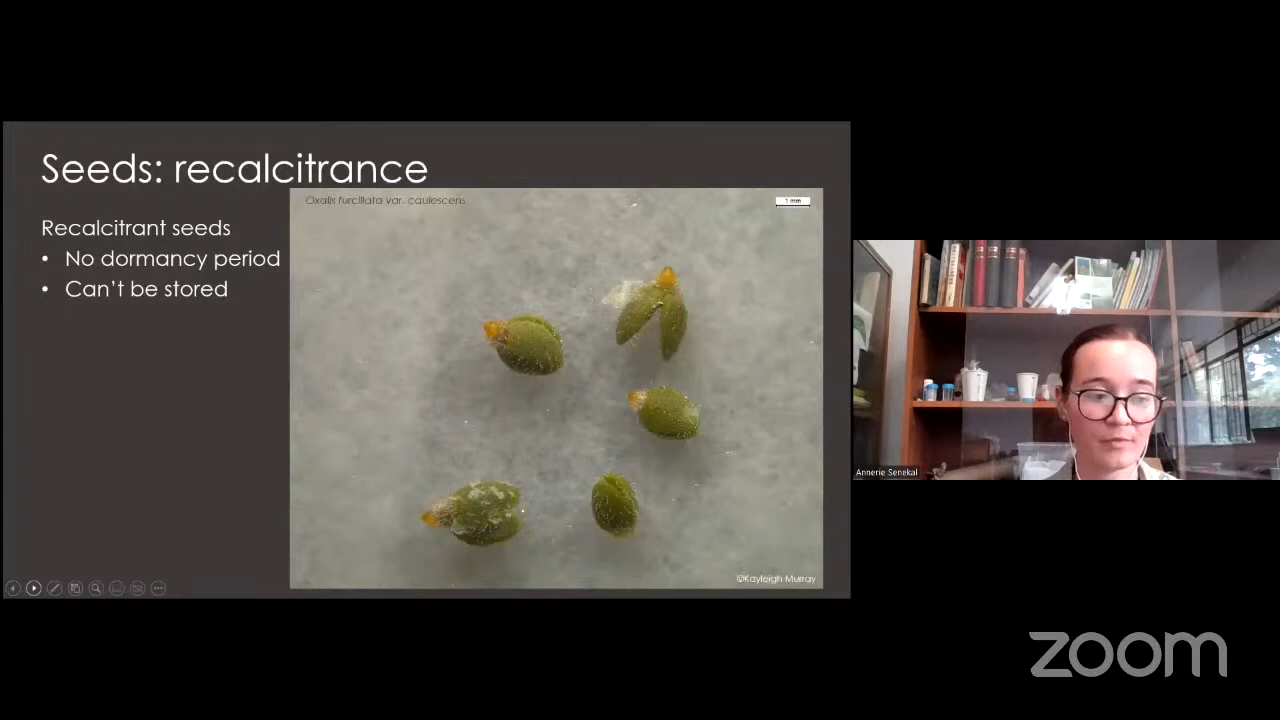 Seeds: recalcitrance
Oxalis furcillata var. caulescens
1 mm
Recalcitrant seeds
• No dormancy period
• Can't be stored
©Kayleigh Murray
Annerie Senekal
zoom